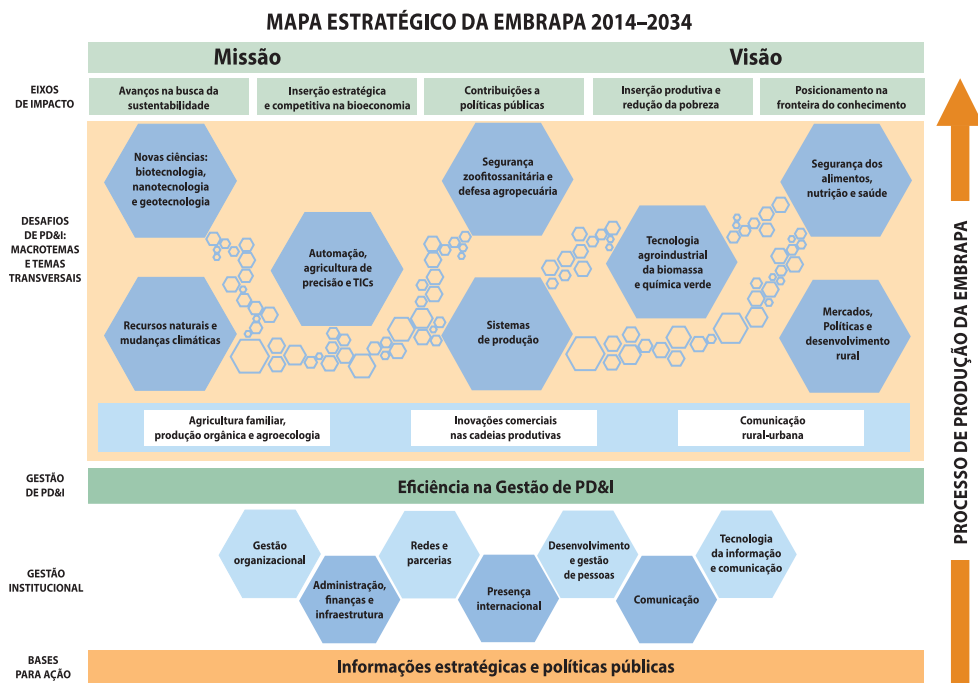 MAPA ESTRATÉGICO DA EMBRAPA 2014–2034
Missão
Visão
EIXOS
DE IMPACTO
Avanços na busca da
sustentabilidade
Inserção estratégica
e competitiva na bioeconomia
Contribuições a
políticas públicas
Inserção produtiva e
redução da pobreza
Posicionamento na
fronteira do conhecimento
DESAFIOS
DE PD&I:
MACROTEMAS
E TEMAS
TRANSVERSAIS
Novas ciências:
biotecnologia,
nanotecnologia
e geotecnologia
Segurança
zoofitossanitária e
defesa agropecuária
Segurança dos
alimentos,
nutrição e saúde
Automação,
agricultura de
precisão e TICs
Tecnologia
agroindustrial
da biomassa
e química verde
Recursos naturais e
mudanças climáticas
Sistemas
de produção
Mercados,
Políticas e
desenvolvimento
rural
Agricultura familiar,
produção orgânica e agroecologia
Inovações comerciais
nas cadeias produtivas
Comunicação
rural-urbana
GESTÃO
DE PD&I
Eficiência na Gestão de PD&I
GESTÃO
INSTITUCIONAL
Gestão
organizacional
Redes e
parcerias
Desenvolvimento
e gestão
de pessoas
Tecnologia
da informação
e comunicação
Administração,
finanças e
infraestrutura
Presença
internacional
Comunicação
BASES
PARA AÇÃO
Informações estratégicas e políticas públicas
PROCESSO DE PRODUÇÃO DA EMBRAPA